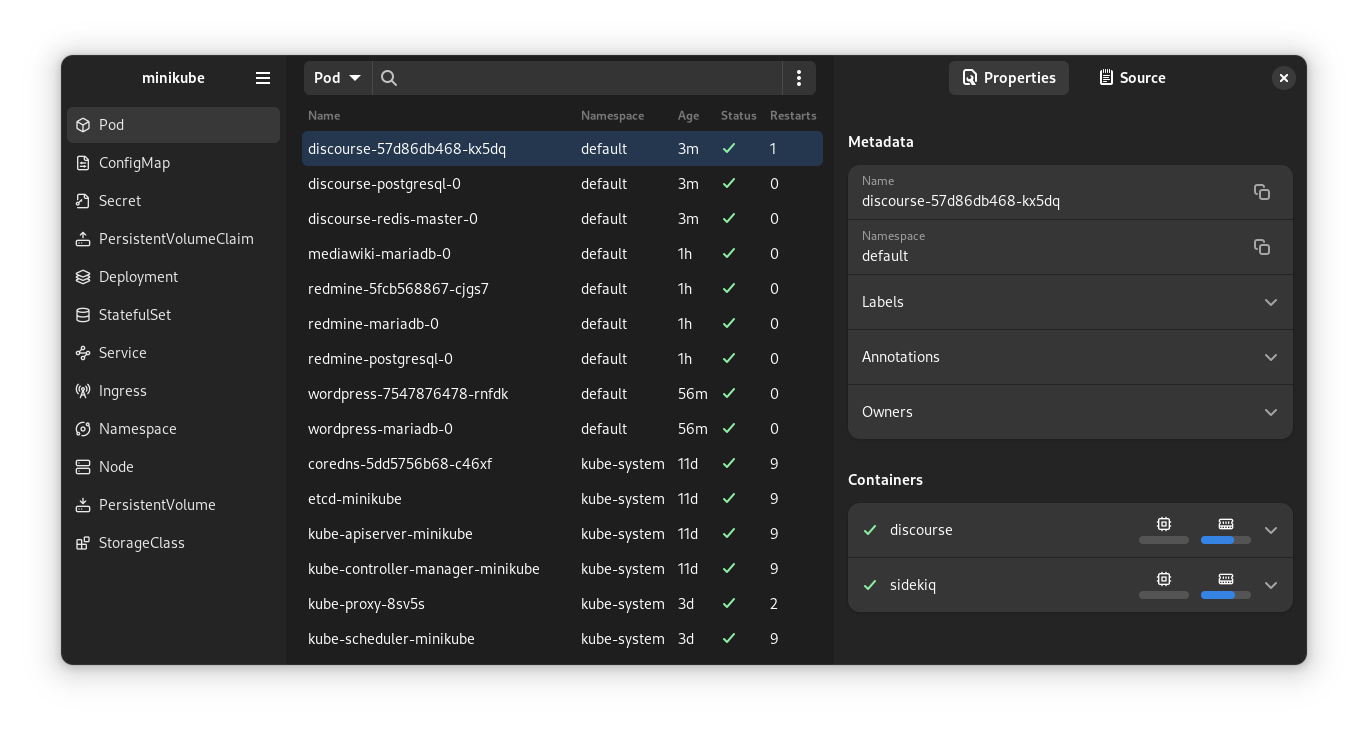 minikube
Pod
ConfigMap
Secret
PersistentVolumeClaim
Deployment
StatefulSet
Service
Ingress
Namespace
Node
PersistentVolume
StorageClass
Pod
Name Namespace Age Status Restarts
discourse-57d86db468-kx5dq default 3m 1
discourse-postgresql-0 default 3m 0
discourse-redis-master-0 default 3m 0
mediawiki-mariadb-0 default 1h 0
redmine-5fcb568867-cjgs7 default 1h 0
redmine-mariadb-0 default 1h 0
redmine-postgresql-0 default 1h 0
wordpress-7547876478-rnfdk default 56m 0
wordpress-mariadb-0 default 56m 0
coredns-5dd5756b68-c46xf kube-system 11d 9
etcd-minikube kube-system 11d 9
kube-apiserver-minikube kube-system 11d 9
kube-controller-manager-minikube kube-system 11d 9
kube-proxy-8sv5s kube-system 3d 2
kube-scheduler-minikube kube-system 3d 9
Properties Source
Metadata
Name
discourse-57d86db468-kx5dq
Namespace
default
Labels
Annotations
Owners
Containers
discourse
sidekiq